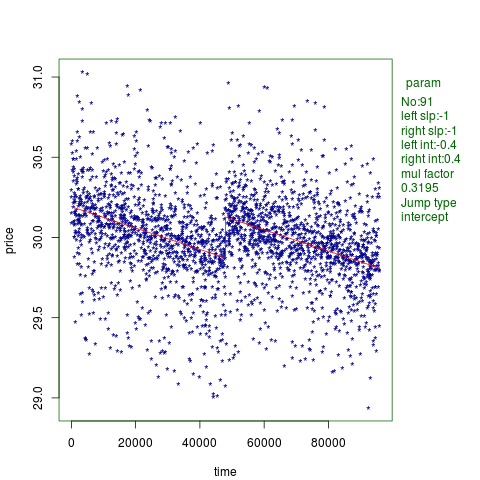 param
No:91
left slp:-1
right slp:-1
left int:-0.4
right int:0.4
mul factor
0.3195
Jump type
intercept
price
31.0
30.5
30.0
29.5
29.0
0 20000 40000 60000 80000
time